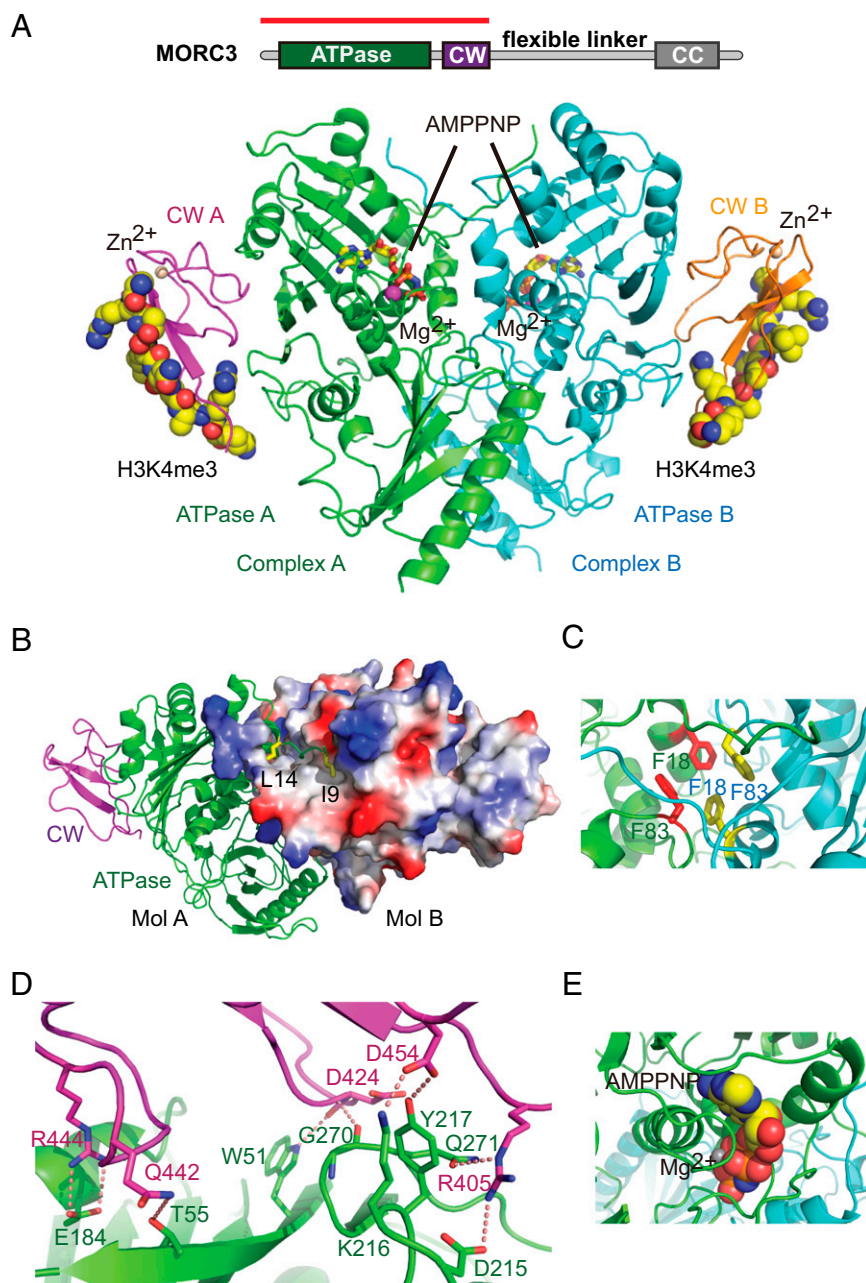 A
MORC3
ATPase
CW
flexible linker
CC
AMPPNP
CW A
Zn2+
CW B
Zn2+
Mg2+
Mg2+
H3K4me3
H3K4me3
ATPase A
ATPase B
Complex A
Complex B
B
C
L14
I9
CW
ATPase
Mol A
Mol B
F18
F18
F83
F83
D
E
D454
D424
Y217
R444
G270
Q271
W51
Q442
R405
T55
E184
K216
D215
AMPPNP
Mg2+